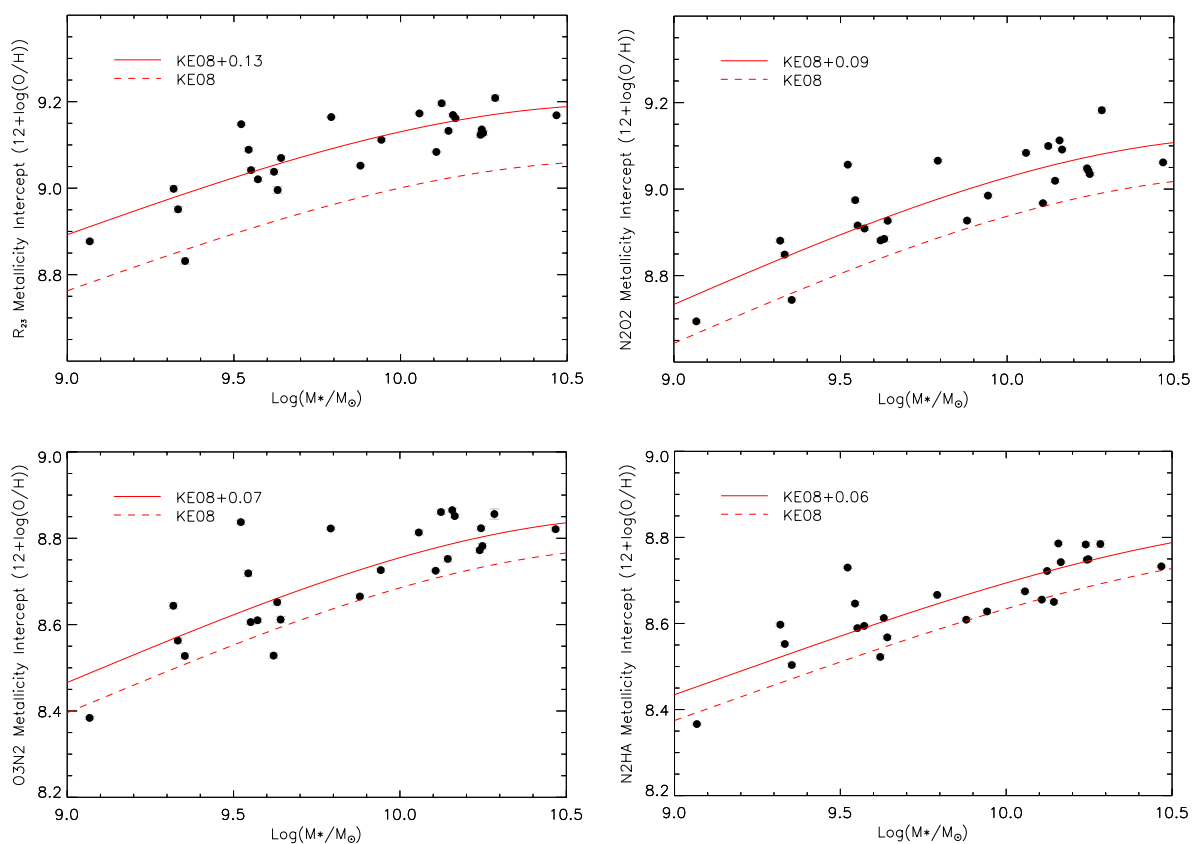 R₂₃ Metallicity Intercept (12+log(O/H))
9.2
9.0
8.8
KE08+0.13
KE08
9.0 9.5 10.0 10.5
Log(M*/M⊙)
N2O2 Metallicity Intercept (12+log(O/H))
9.2
9.0
8.8
KE08+0.09
KE08
9.0 9.5 10.0 10.5
Log(M*/M⊙)
O3N2 Metallicity Intercept (12+log(O/H))
9.0
8.8
8.6
8.4
8.2
KE08+0.07
KE08
9.0 9.5 10.0 10.5
Log(M*/M⊙)
N2HA Metallicity Intercept (12+log(O/H))
9.0
8.8
8.6
8.4
8.2
KE08+0.06
KE08
9.0 9.5 10.0 10.5
Log(M*/M⊙)